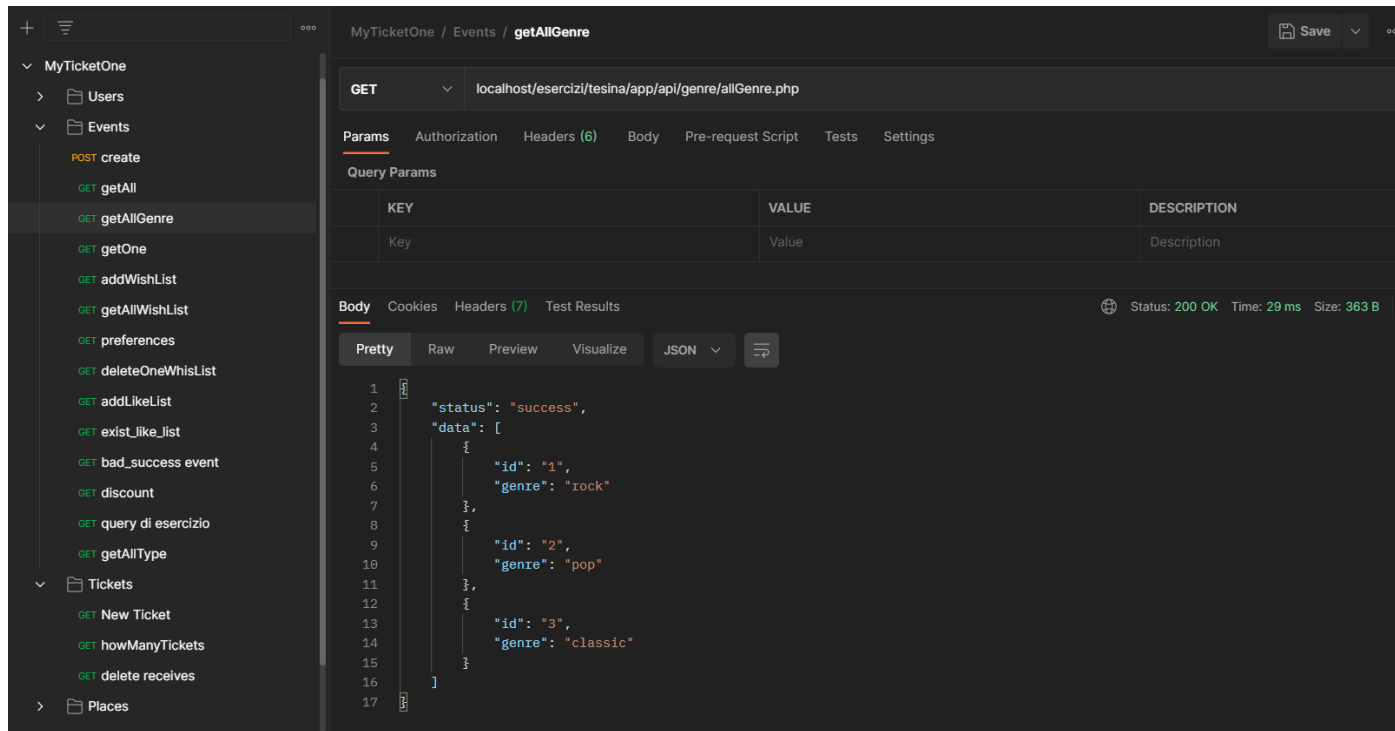 MyTicketOne / Events / getAllGenre
Save
MyTicketOne
Users
Events
POST create
GET getAll
GET getAllGenre
GET getOne
GET addWishList
GET getAllWishList
GET preferences
GET deleteOneWhisList
GET addLikeList
GET exist_like_list
GET bad_success event
GET discount
GET query di esercizio
GET getAllType
Tickets
GET New Ticket
GET howManyTickets
GET delete receives
Places
GET localhost/esercizi/tesina/app/api/genre/allGenre.php
Params Authorization Headers (6) Body Pre-request Script Tests Settings
Query Params
KEY VALUE DESCRIPTION
Key Value Description
Body Cookies Headers (7) Test Results Status: 200 OK Time: 29 ms Size: 363 B
Pretty Raw Preview Visualize JSON
1 {
2 "status": "success",
3 "data": [
4 {
5 "id": "1",
6 "genre": "rock"
7 },
8 {
9 "id": "2",
10 "genre": "pop"
11 },
12 {
13 "id": "3",
14 "genre": "classic"
15 }
16 ]
17 }